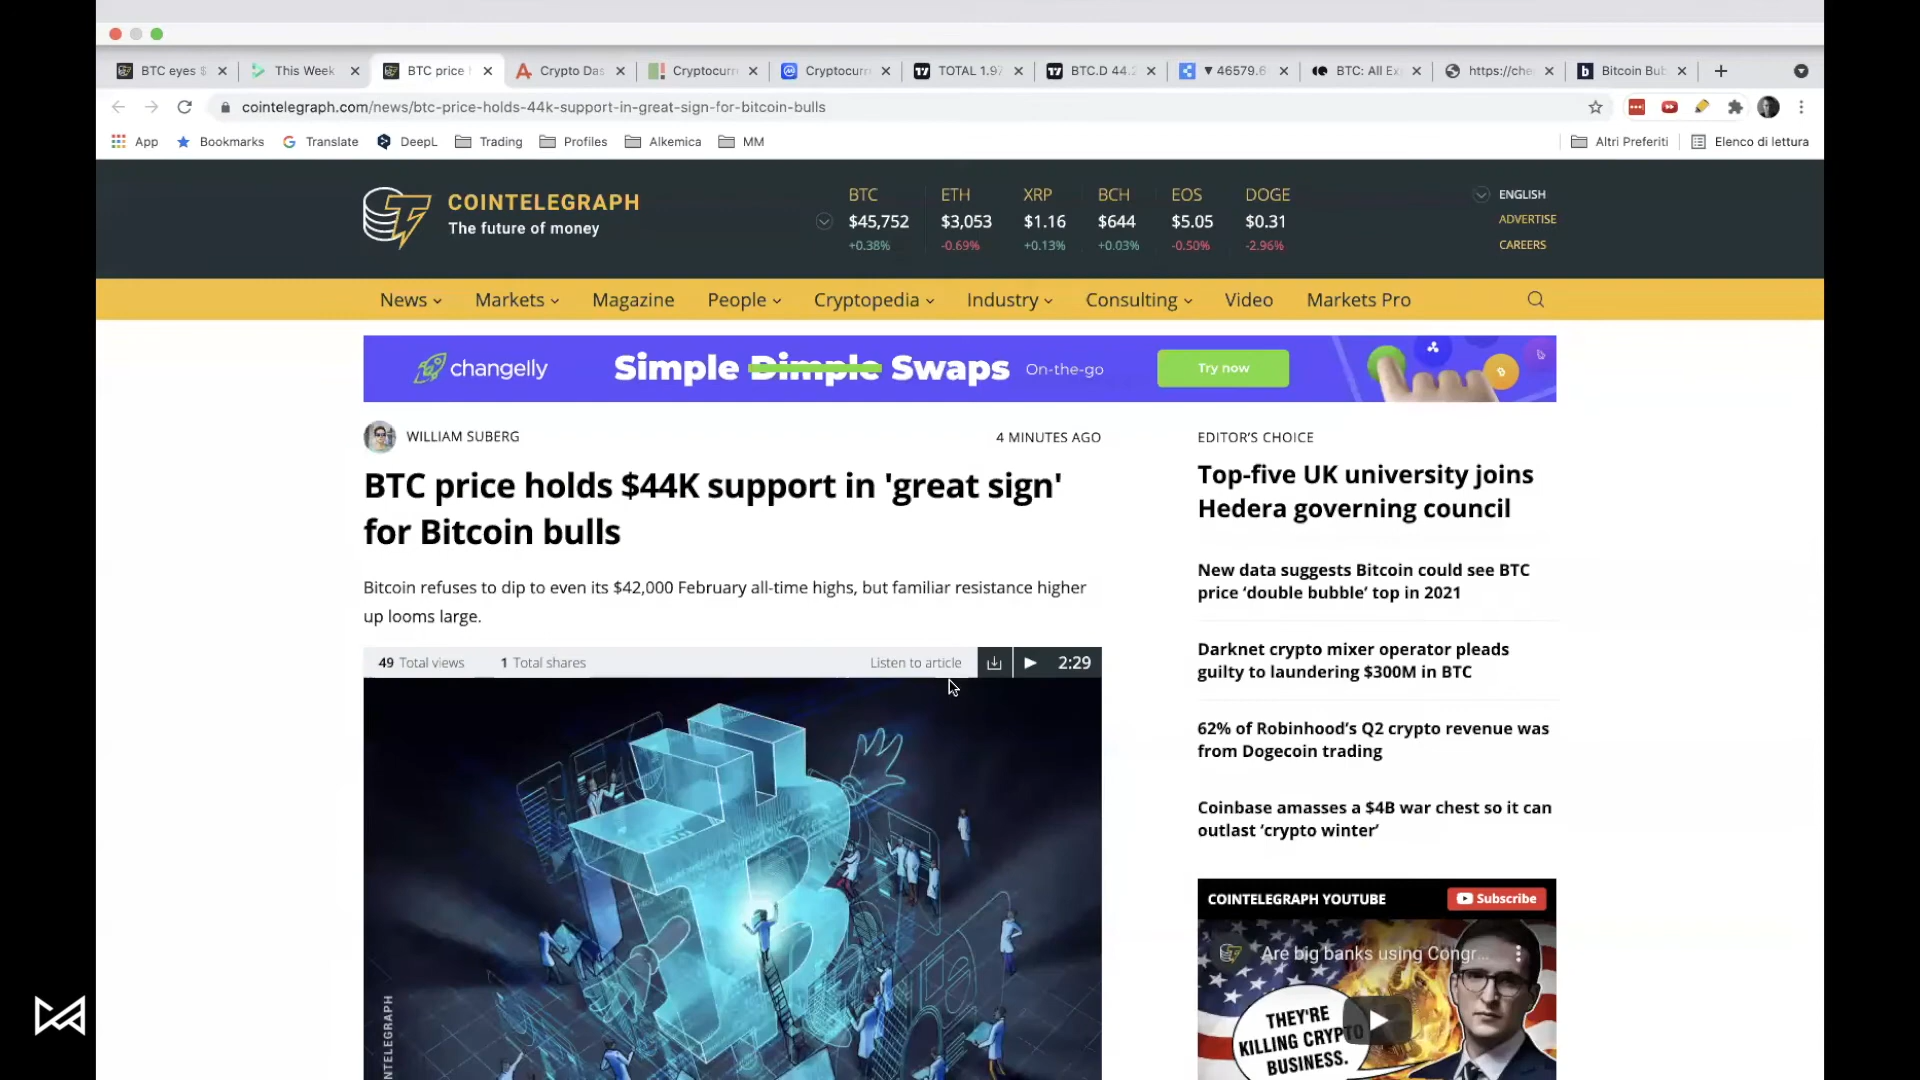 BTC eyes $
This Week
BTC price
Crypto Das
Cryptocurr
Cryptocurr
TOTAL 1.97
BTC.D 44.2
▼ 46579.6
BTC: All Ex
https://che
Bitcoin Bub
cointelegraph.com/news/btc-price-holds-44k-support-in-great-sign-for-bitcoin-bulls
App
Bookmarks
Translate
DeepL
Trading
Profiles
Alkemica
MM
Altri Preferiti
Elenco di lettura
COINTELEGRAPH
The future of money
BTC ETH XRP BCH EOS DOGE
$45,752 $3,053 $1.16 $644 $5.05 $0.31
+0.38% -0.69% +0.13% +0.03% -0.50% -2.96%
ENGLISH
ADVERTISE
CAREERS
News Markets Magazine People Cryptopedia Industry Consulting Video Markets Pro
changelly
Simple Dimple Swaps On-the-go
Try now
WILLIAM SUBERG
4 MINUTES AGO
BTC price holds $44K support in 'great sign'
for Bitcoin bulls
Bitcoin refuses to dip to even its $42,000 February all-time highs, but familiar resistance higher
up looms large.
49 Total views 1 Total shares
Listen to article
2:29
NTELEGRAPH
EDITOR'S CHOICE
Top-five UK university joins
Hedera governing council
New data suggests Bitcoin could see BTC
price ‘double bubble’ top in 2021
Darknet crypto mixer operator pleads
guilty to laundering $300M in BTC
62% of Robinhood’s Q2 crypto revenue was
from Dogecoin trading
Coinbase amasses a $4B war chest so it can
outlast ‘crypto winter’
COINTELEGRAPH YOUTUBE
Subscribe
Are big banks using Congr...
THEY'RE
KILLING CRYPTO
BUSINESS.